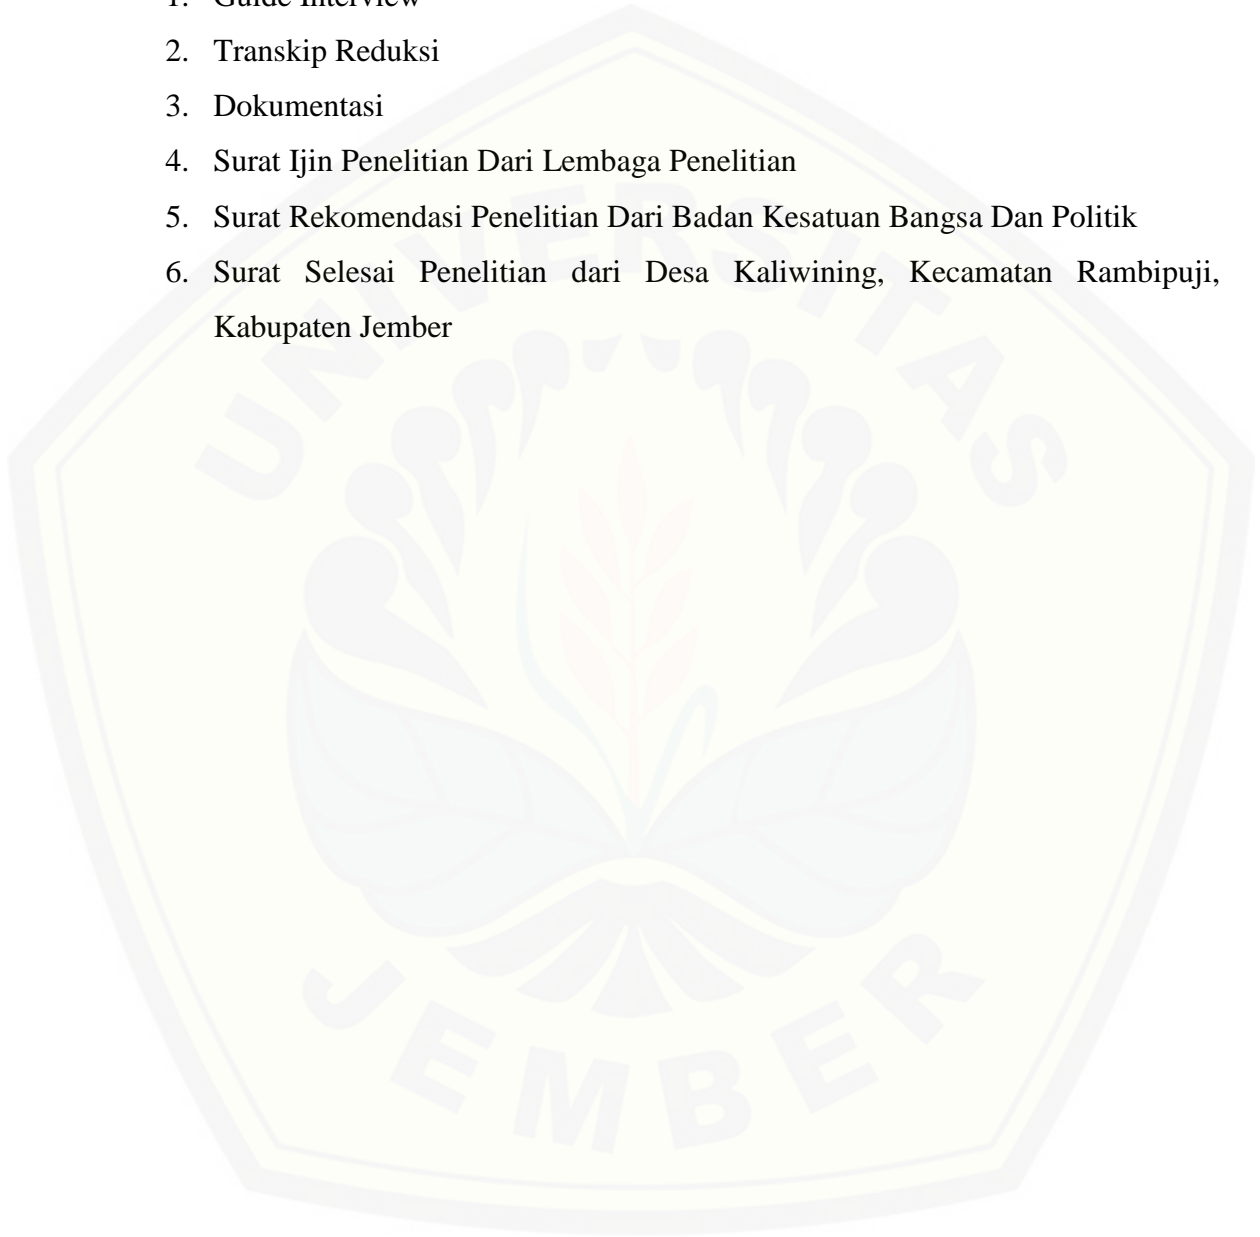 1. Guide Interview
2. Transkip Reduksi
3. Dokumentasi
4. Surat Ijin Penelitian Dari Lembaga Penelitian
5. Surat Rekomendasi Penelitian Dari Badan Kesatuan Bangsa Dan Politik
6. Surat Selesai Penelitian dari Desa Kaliwining, Kecamatan Rambipuji,
Kabupaten Jember
UNIVERSITAS
JEMBER